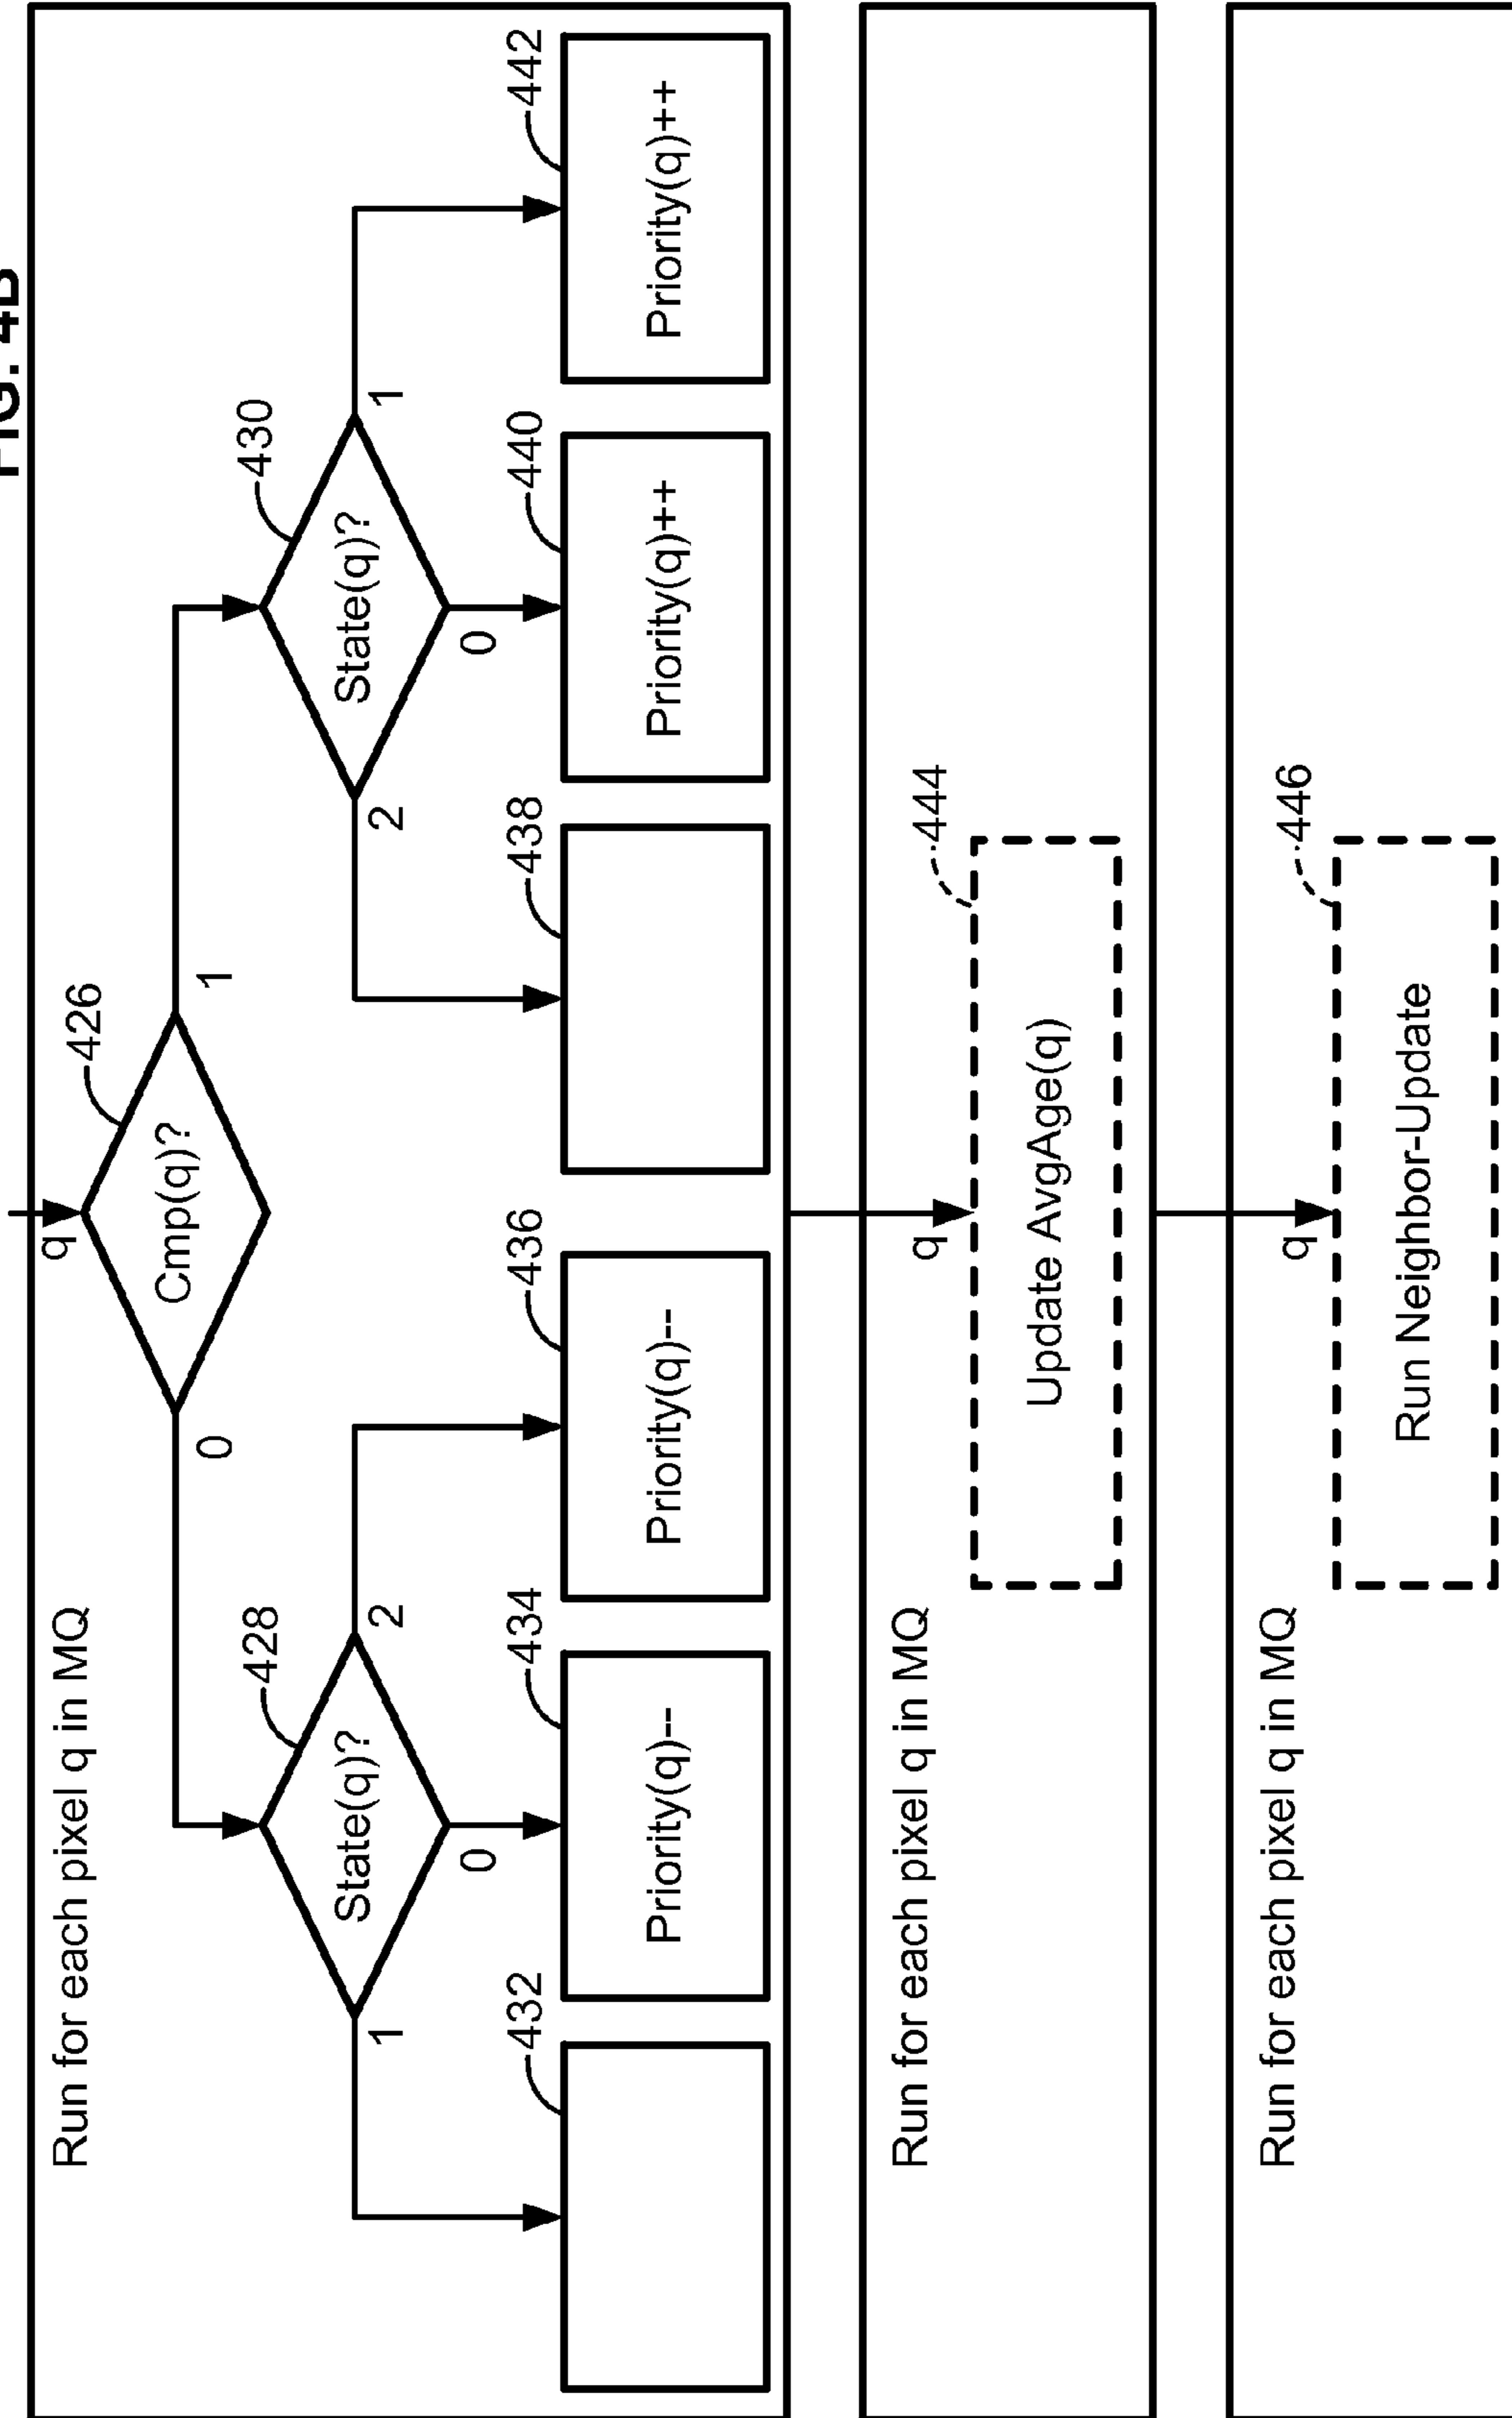 FIG. 4B
Run for each pixel q in MQ
q
426
Cmp(q)?
0
1
428
State(q)?
1
0
2
430
State(q)?
2
0
1
432
434
Priority(q)--
436
Priority(q)--
438
440
Priority(q)++
442
Priority(q)++
Run for each pixel q in MQ
q
444
Update AvgAge(q)
Run for each pixel q in MQ
q
446
Run Neighbor-Update